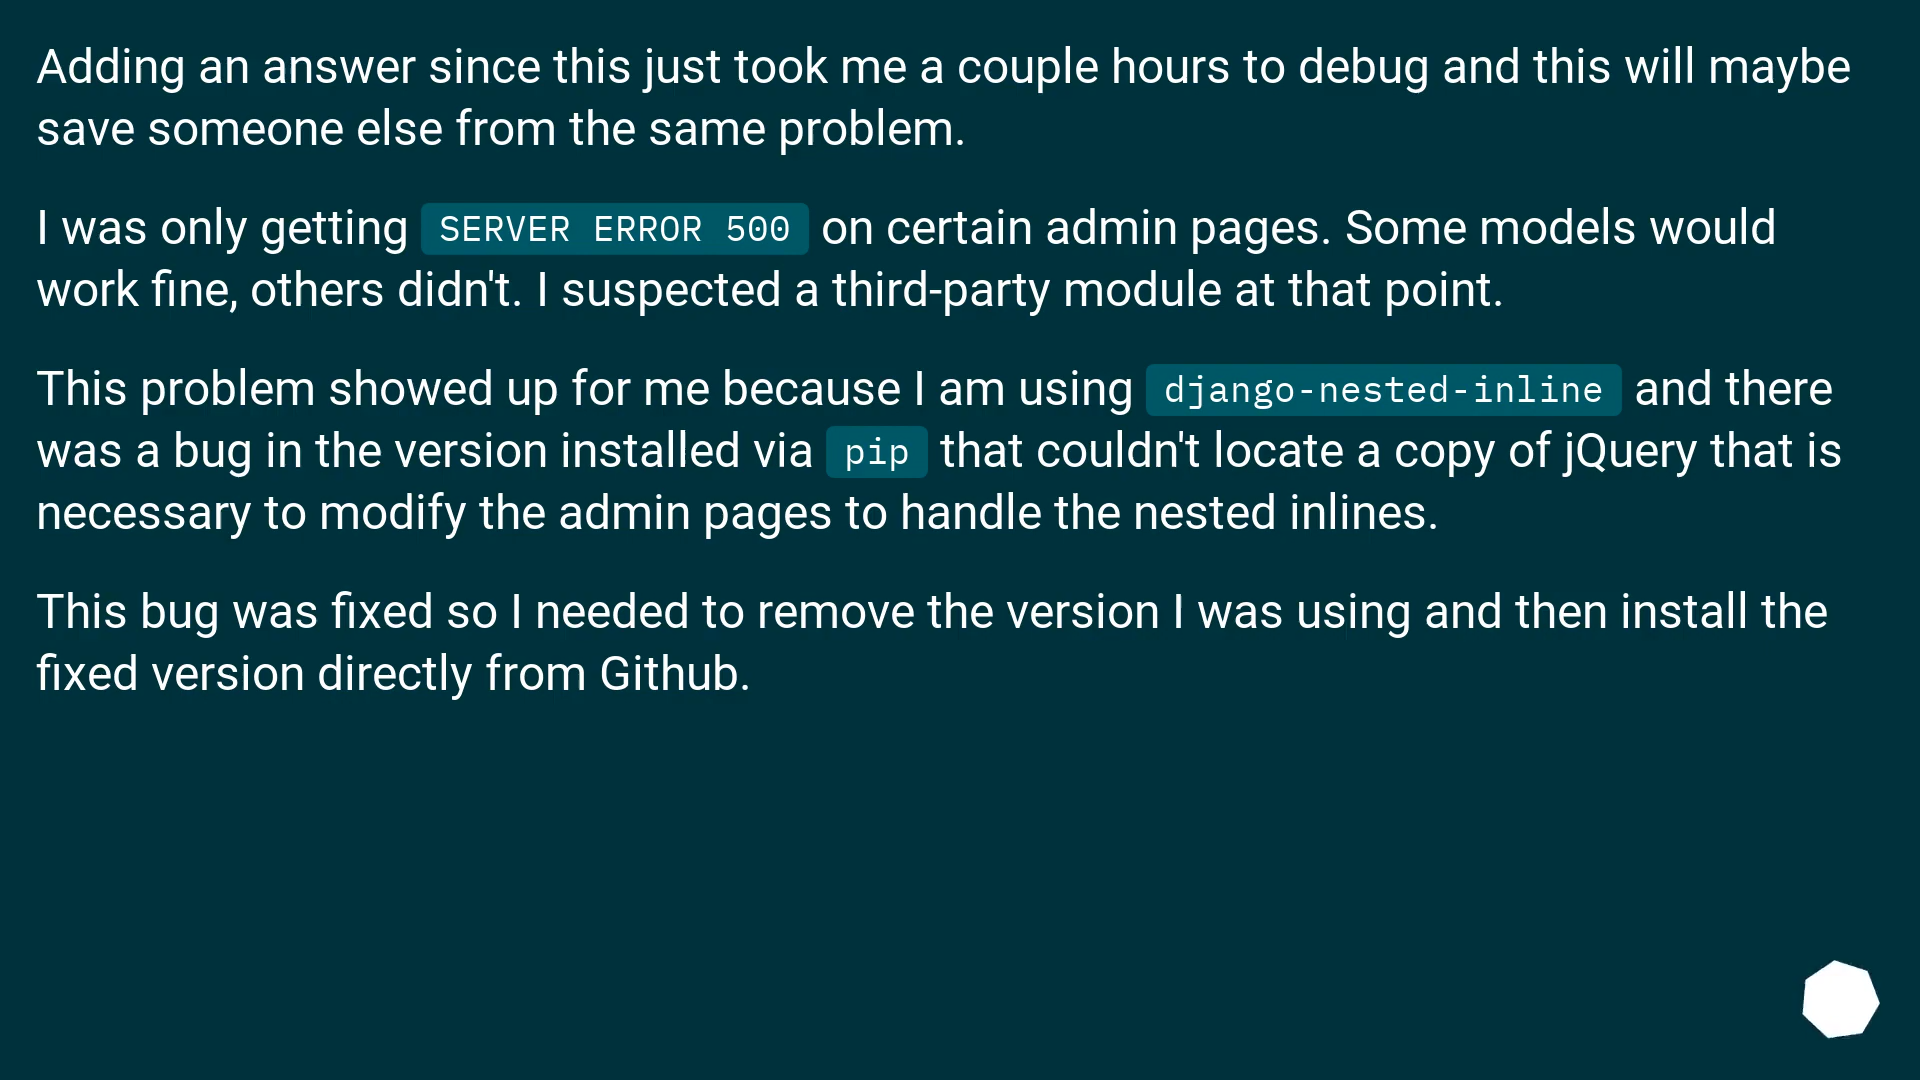 Adding an answer since this just took me a couple hours to debug and this will maybe
save someone else from the same problem.
I was only getting SERVER ERROR 500 on certain admin pages. Some models would
work fine, others didn't. I suspected a third-party module at that point.
This problem showed up for me because I am using django-nested-inline and there
was a bug in the version installed via pip that couldn't locate a copy of jQuery that is
necessary to modify the admin pages to handle the nested inlines.
This bug was fixed so I needed to remove the version I was using and then install the
fixed version directly from Github.